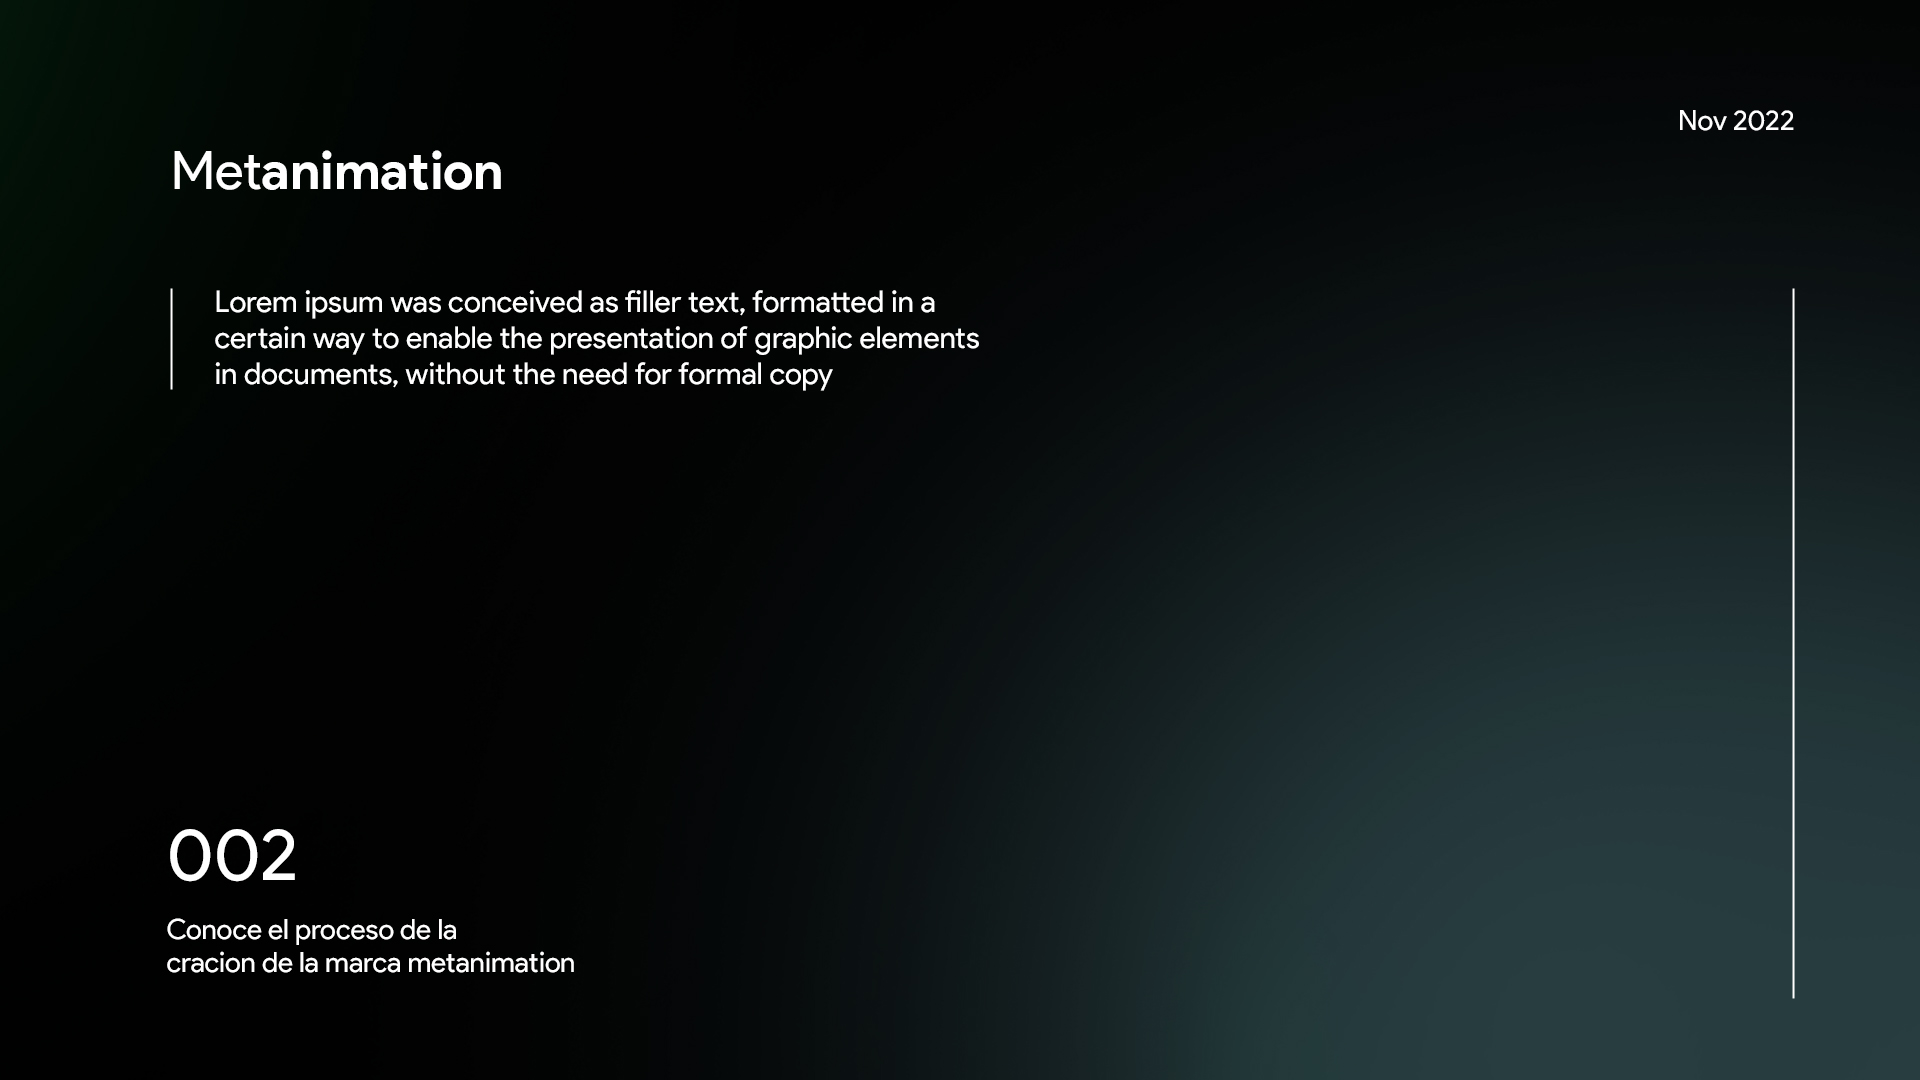 Nov 2022
Metanimation
Lorem ipsum was conceived as filler text, formatted in a
certain way to enable the presentation of graphic elements
in documents, without the need for formal copy
002
Conoce el proceso de la
cracion de la marca metanimation